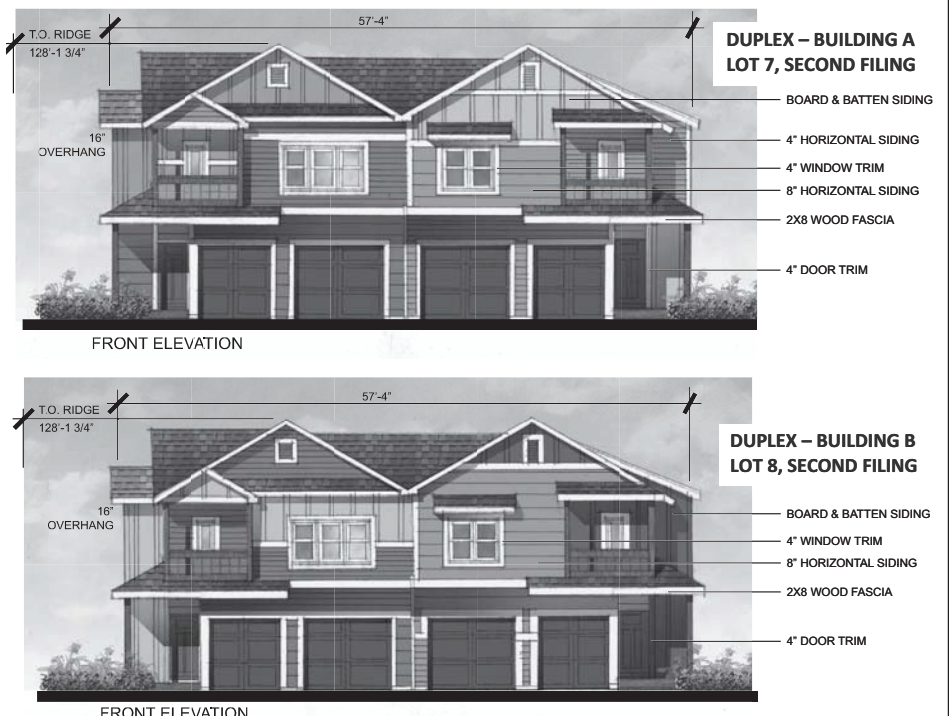 57'-4"
T.O. RIDGE
128'-1 3/4"
DUPLEX – BUILDING A
LOT 7, SECOND FILING
BOARD & BATTEN SIDING
16"
OVERHANG
4" HORIZONTAL SIDING
4" WINDOW TRIM
8" HORIZONTAL SIDING
2X8 WOOD FASCIA
4" DOOR TRIM
FRONT ELEVATION
57'-4"
T.O. RIDGE
128'-1 3/4"
DUPLEX – BUILDING B
LOT 8, SECOND FILING
16"
OVERHANG
BOARD & BATTEN SIDING
4" WINDOW TRIM
8" HORIZONTAL SIDING
2X8 WOOD FASCIA
4" DOOR TRIM
FRONT ELEVATION